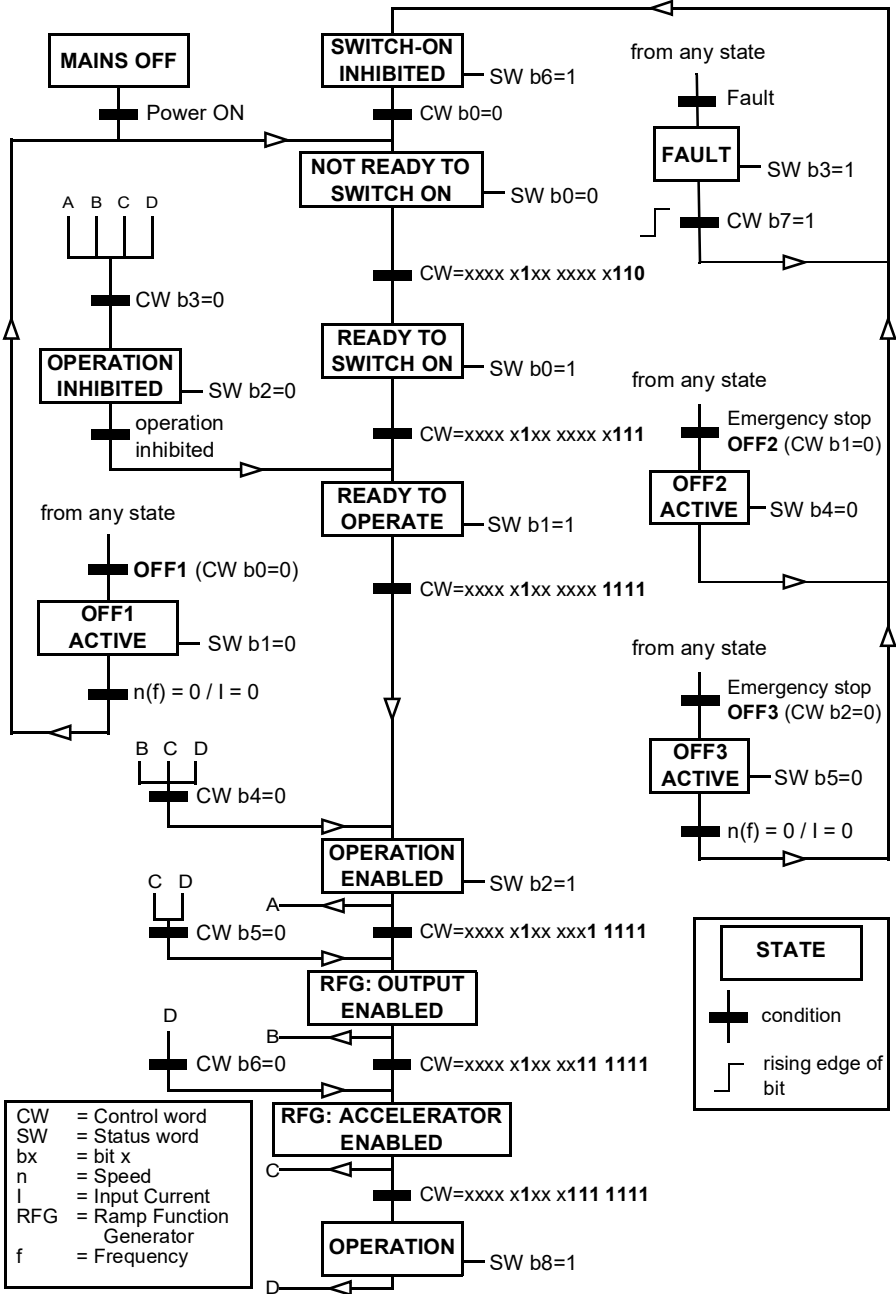 MAINS OFF
Power ON
SWITCH-ON
INHIBITED
SW b6=1
CW b0=0
NOT READY TO
SWITCH ON
SW b0=0
CW=xxxx x1xx xxxx x110
READY TO
SWITCH ON
SW b0=1
CW=xxxx x1xx xxxx x111
READY TO
OPERATE
SW b1=1
CW=xxxx x1xx xxxx 1111
A B C D
CW b3=0
OPERATION
INHIBITED
SW b2=0
operation
inhibited
from any state
OFF1 (CW b0=0)
OFF1
ACTIVE
SW b1=0
n(f) = 0 / I = 0
B C D
CW b4=0
OPERATION
ENABLED
SW b2=1
A
C D
CW b5=0
CW=xxxx x1xx xxx1 1111
RFG: OUTPUT
ENABLED
B
D
CW b6=0
CW=xxxx x1xx xx11 1111
RFG: ACCELERATOR
ENABLED
C
CW=xxxx x1xx x111 1111
OPERATION
SW b8=1
D
from any state
Fault
FAULT
SW b3=1
CW b7=1
from any state
Emergency stop
OFF2 (CW b1=0)
OFF2
ACTIVE
SW b4=0
from any state
Emergency stop
OFF3 (CW b2=0)
OFF3
ACTIVE
SW b5=0
n(f) = 0 / I = 0
STATE
condition
rising edge of
bit
CW = Control word
SW = Status word
bx = bit x
n = Speed
I = Input Current
RFG = Ramp Function
Generator
f = Frequency